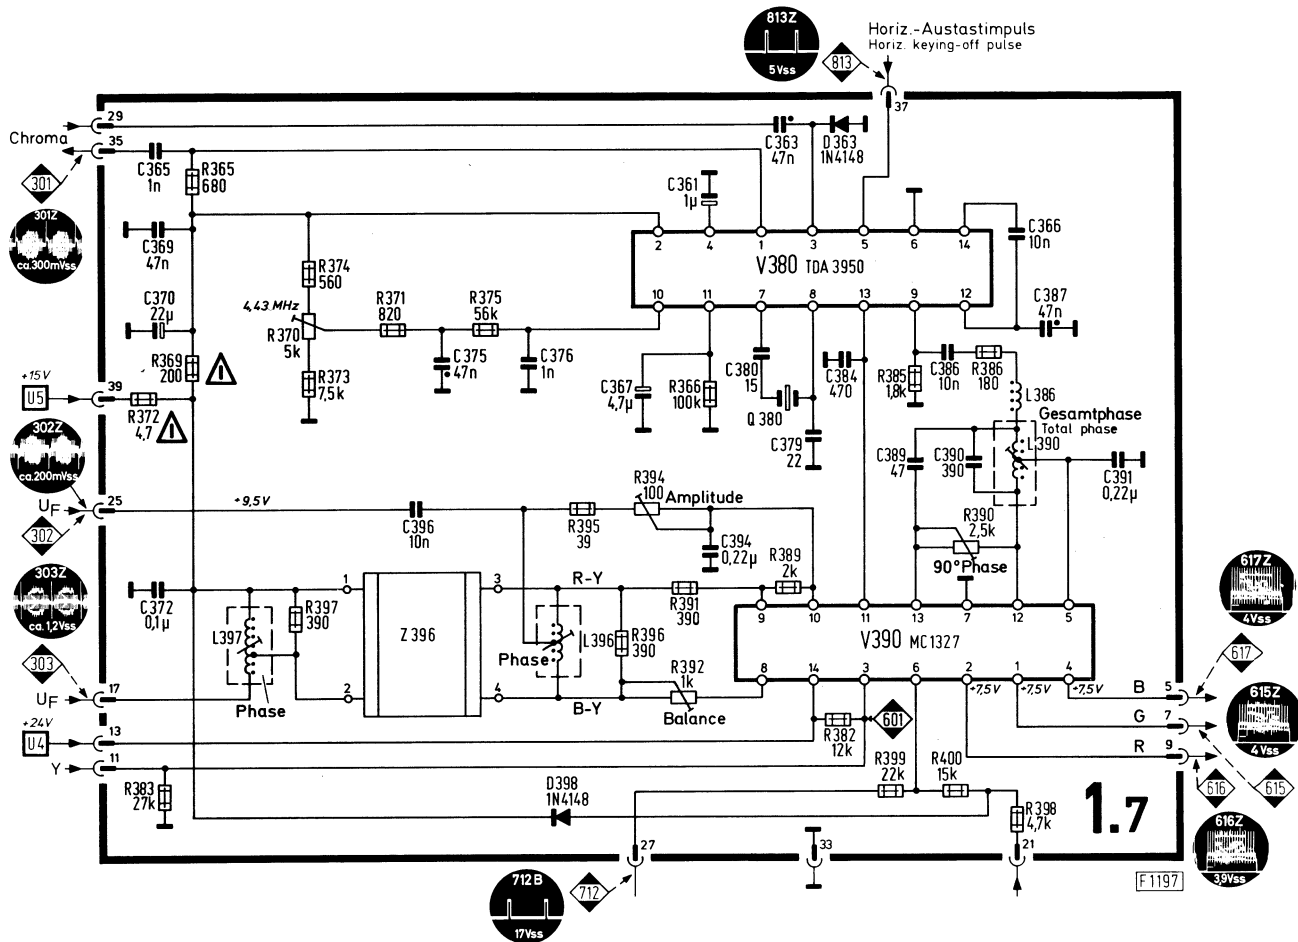 813Z
5Vss
813
Horiz.-Austastimpuls
Horiz. keying-off pulse
37
29
Chroma
35
301
C365
1n
R365
680
C363
47n
D363
1N4148
C361
1µ
301Z
ca.300mVss
C369
47n
2
4
1
3
5
6
14
V380 TDA 3950
10
11
7
8
13
9
12
C366
10n
C387
47n
C370
22µ
R374
560
4,43 MHz
R370
5k
R371
820
R375
56k
C375
47n
C376
1n
R373
7,5k
R369
200
C367
4,7µ
R366
100k
C380
15
Q380
C384
470
R385
1,8k
C386
10n
R386
180
L386
+15V
U5
39
R372
4,7
C379
22
Gesamtphase
Total phase
L390
C389
47
C390
390
C391
0,22µ
302Z
ca.200mVss
UF
25
302
+9,5V
C396
10n
R394
100
Amplitude
R395
39
C394
0,22µ
R389
2k
R390
2,5k
90°Phase
303Z
ca.1,2Vss
C372
0,1µ
L397
R397
390
Phase
1
2
Z396
3
4
R-Y
B-Y
Phase
L396
R396
390
R391
390
R392
1k
Balance
9
10
11
13
7
12
5
V390 MC1327
8
14
3
6
2
1
4
+7,5V
+7,5V
+7,5V
303
UF
17
+24V
U4
13
Y
11
R383
27k
R382
12k
601
R399
22k
R400
15k
D398
1N4148
R398
4,7k
B
5
G
7
R
9
617Z
4Vss
617
615Z
4Vss
615
616
616Z
3,9Vss
1.7
27
33
21
712B
17Vss
712
F1197